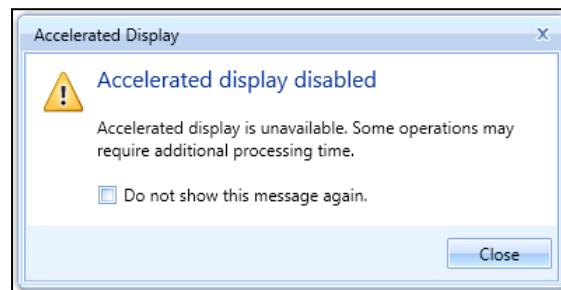 Accelerated Display
Accelerated display disabled
Accelerated display is unavailable. Some operations may
require additional processing time.
Do not show this message again.
Close